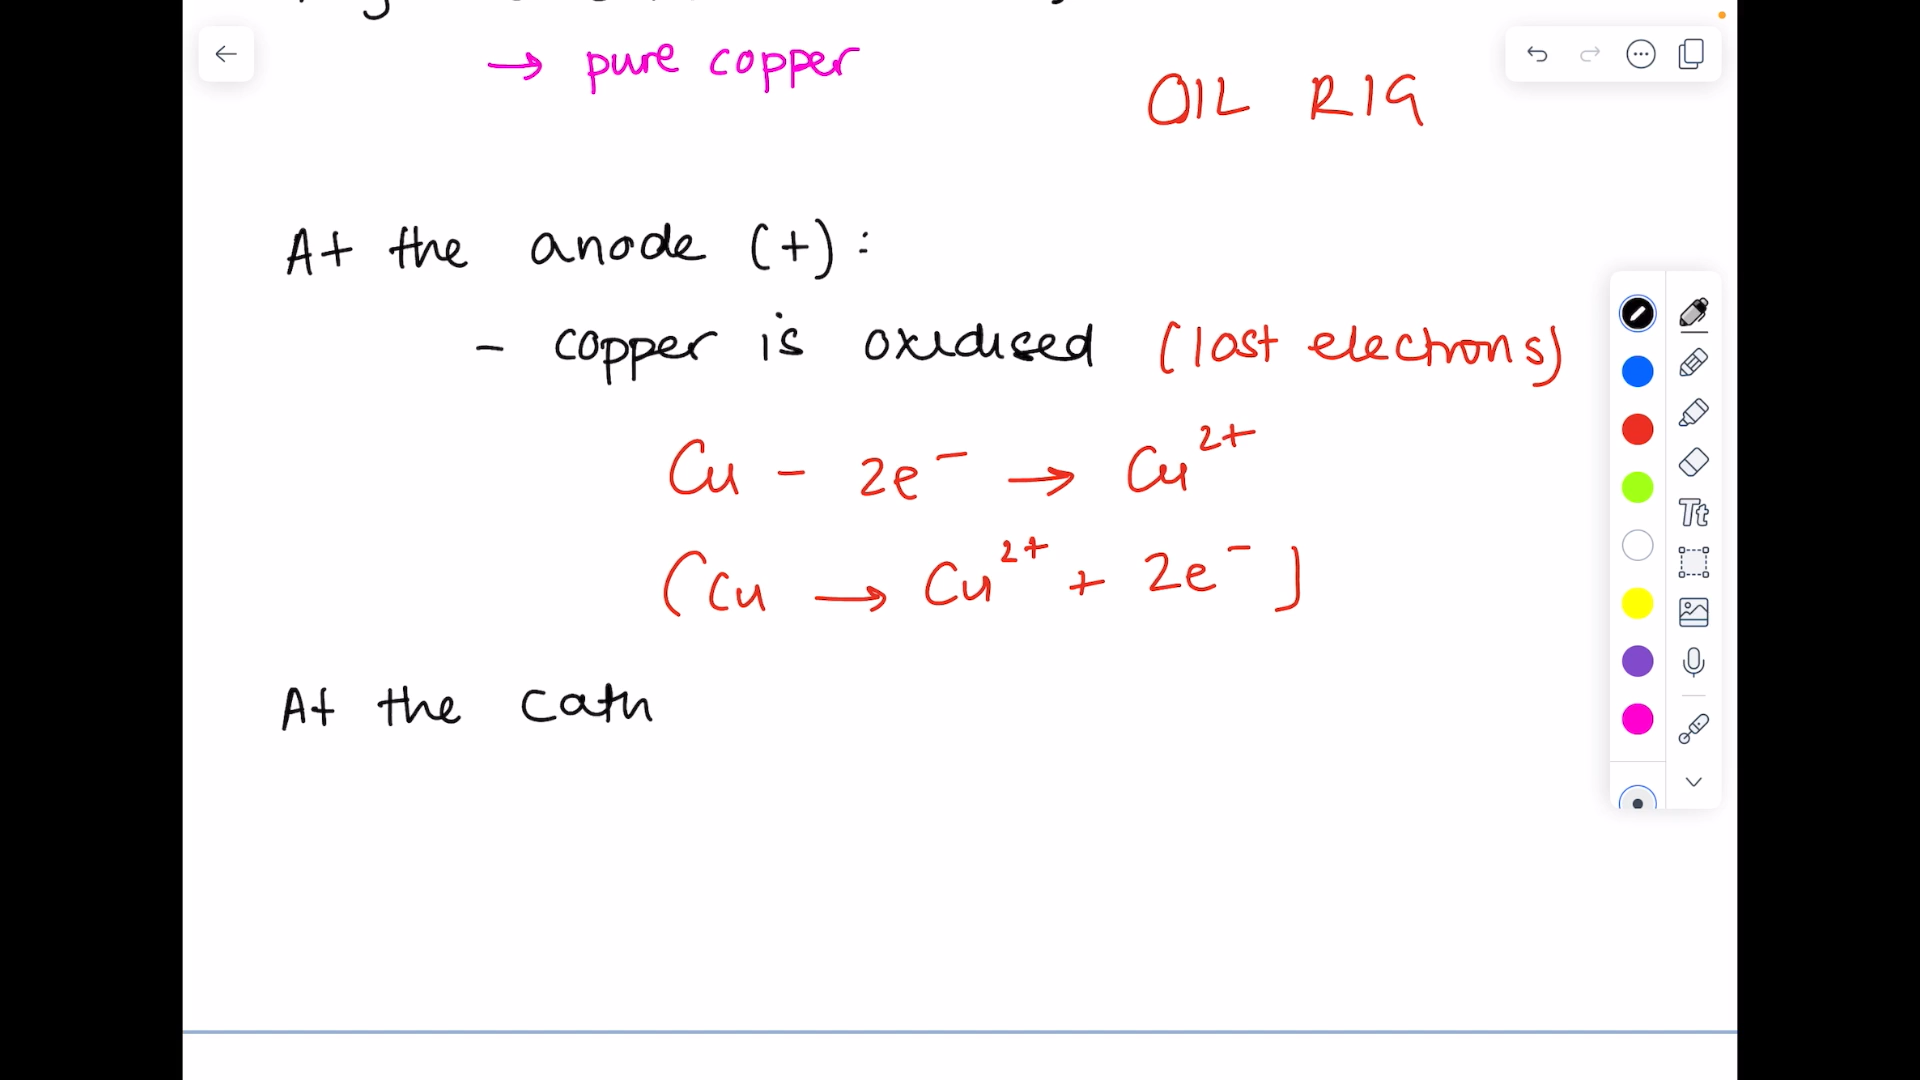 → pure copper
OIL RIG
At the anode (+) :
- copper is oxidised (lost electrons)
Cu - 2e⁻ → Cu²⁺
(Cu → Cu²⁺ + 2e⁻)
At the cath
Tt